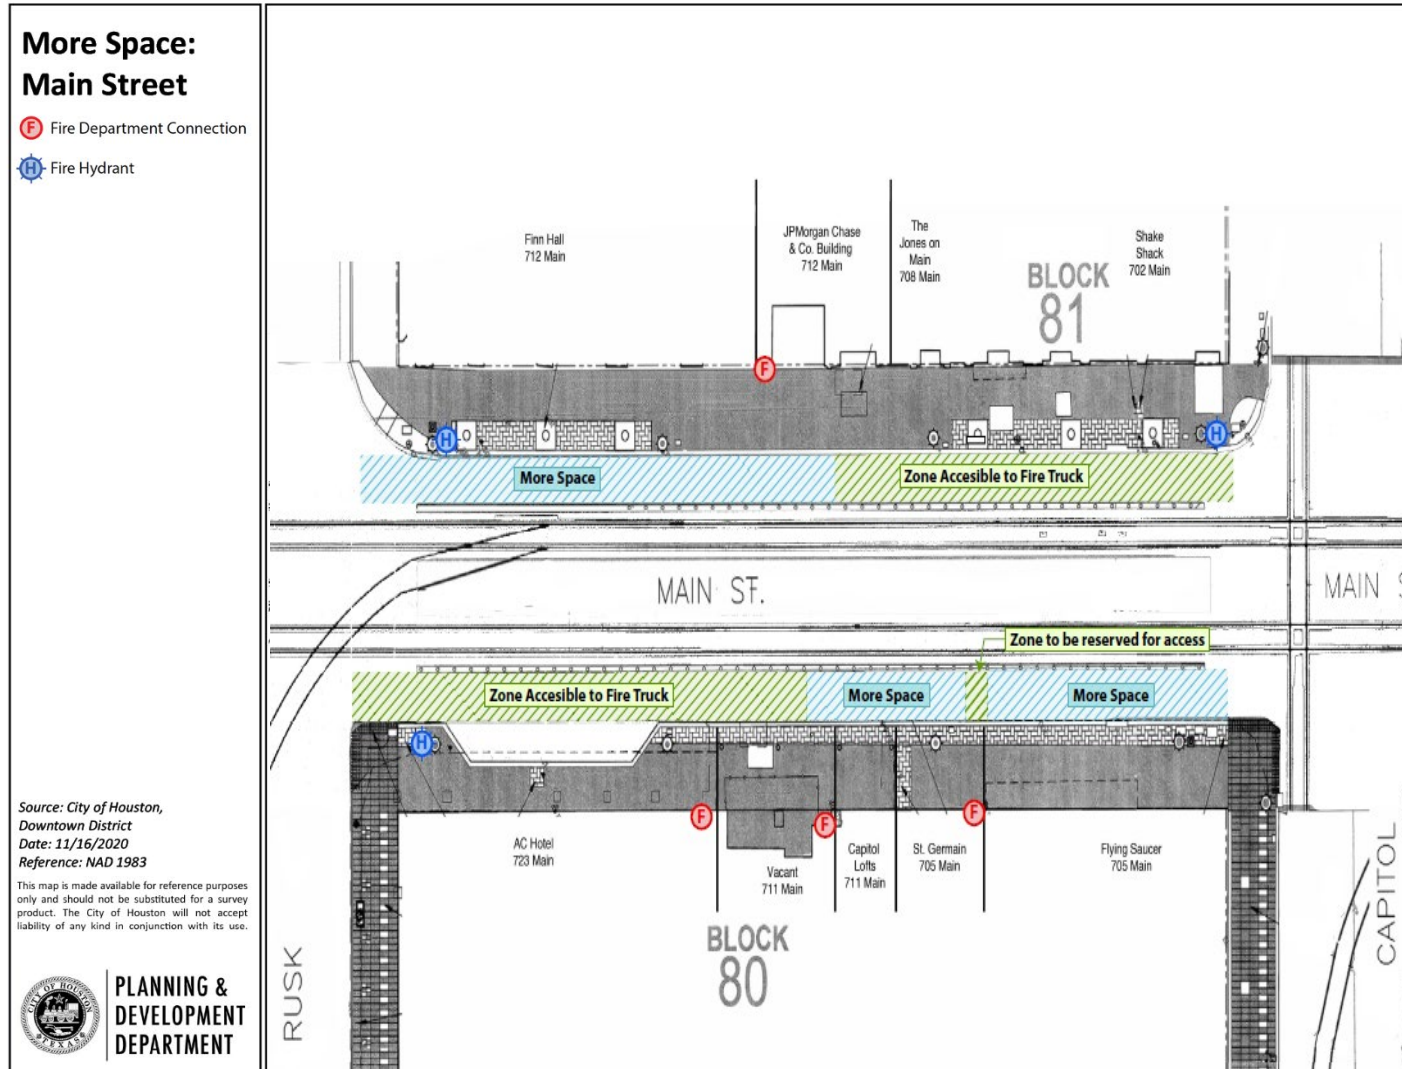 More Space:
Main Street
F Fire Department Connection
H Fire Hydrant
Source: City of Houston,
Downtown District
Date: 11/16/2020
Reference: NAD 1983
This map is made available for reference purposes
only and should not be substituted for a survey
product. The City of Houston will not accept
liability of any kind in conjunction with its use.
CITY OF HOUSTON
TEXAS
PLANNING &
DEVELOPMENT
DEPARTMENT
Finn Hall
712 Main
JPMorgan Chase
& Co. Building
712 Main
The
Jones on
Main
708 Main
Shake
Shack
702 Main
BLOCK
81
F
H
H
More Space
Zone Accesible to Fire Truck
MAIN ST.
MAIN S
Zone to be reserved for access
Zone Accesible to Fire Truck
More Space
More Space
H
F
F
F
AC Hotel
723 Main
Vacant
711 Main
Capitol
Lofts
711 Main
St. Germain
705 Main
Flying Saucer
705 Main
BLOCK
80
RUSK
CAPITOL